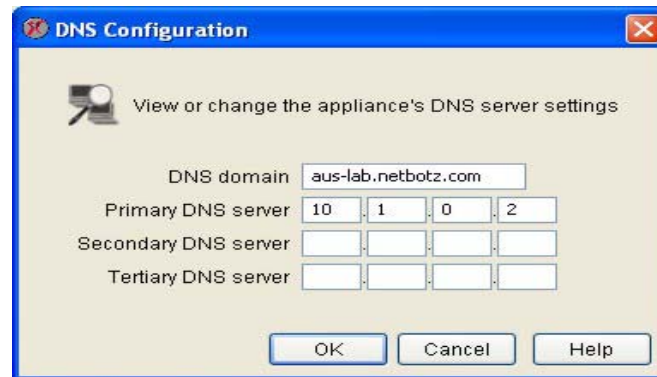 DNS Configuration
View or change the appliance's DNS server settings
DNS domain aus-lab.netbotz.com
Primary DNS server 10 . 1 . 0 . 2
Secondary DNS server . . .
Tertiary DNS server . . .
OK Cancel Help